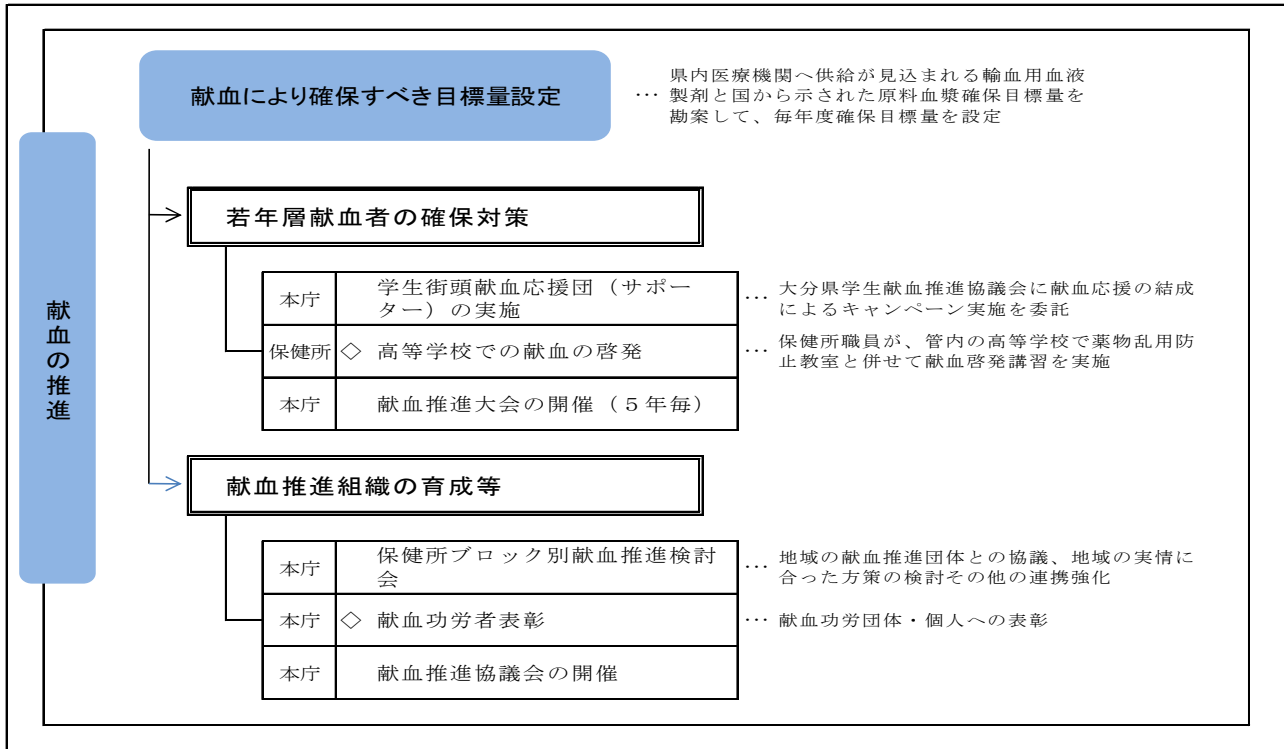 献血の推進
献血により確保すべき目標量設定
… 県内医療機関へ供給が見込まれる輸血用血液
製剤と国から示された原料血漿確保目標量を
勘案して、毎年度確保目標量を設定
若年層献血者の確保対策
本庁 学生街頭献血応援団（サポー
ター）の実施
… 大分県学生献血推進協議会に献血応援の結成
によるキャンペーン実施を委託
保健所 ◇ 高等学校での献血の啓発
… 保健所職員が、管内の高等学校で薬物乱用防
止教室と併せて献血啓発講習を実施
本庁 献血推進大会の開催（５年毎）
献血推進組織の育成等
本庁 保健所ブロック別献血推進検討
会
… 地域の献血推進団体との協議、地域の実情に
合った方策の検討その他の連携強化
本庁 ◇ 献血功労者表彰
… 献血功労団体・個人への表彰
本庁 献血推進協議会の開催